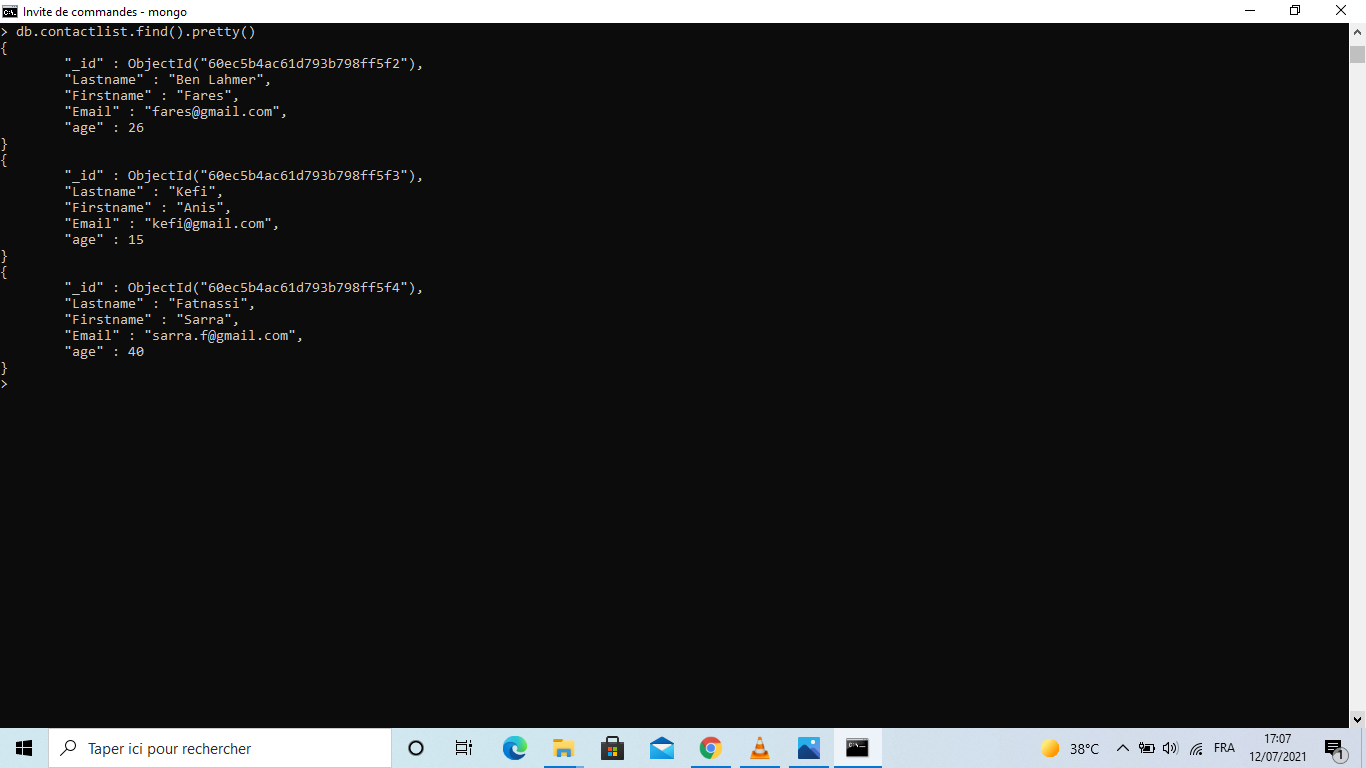 Invite de commandes - mongo
> db.contactlist.find().pretty()
{
"_id" : ObjectId("60ec5b4ac61d793b798ff5f2"),
"Lastname" : "Ben Lahmer",
"Firstname" : "Fares",
"Email" : "fares@gmail.com",
"age" : 26
}
{
"_id" : ObjectId("60ec5b4ac61d793b798ff5f3"),
"Lastname" : "Kefi",
"Firstname" : "Anis",
"Email" : "kefi@gmail.com",
"age" : 15
}
{
"_id" : ObjectId("60ec5b4ac61d793b798ff5f4"),
"Lastname" : "Fatnassi",
"Firstname" : "Sarra",
"Email" : "sarra.f@gmail.com",
"age" : 40
}
>
Taper ici pour rechercher
38°C
FRA
17:07
12/07/2021
1